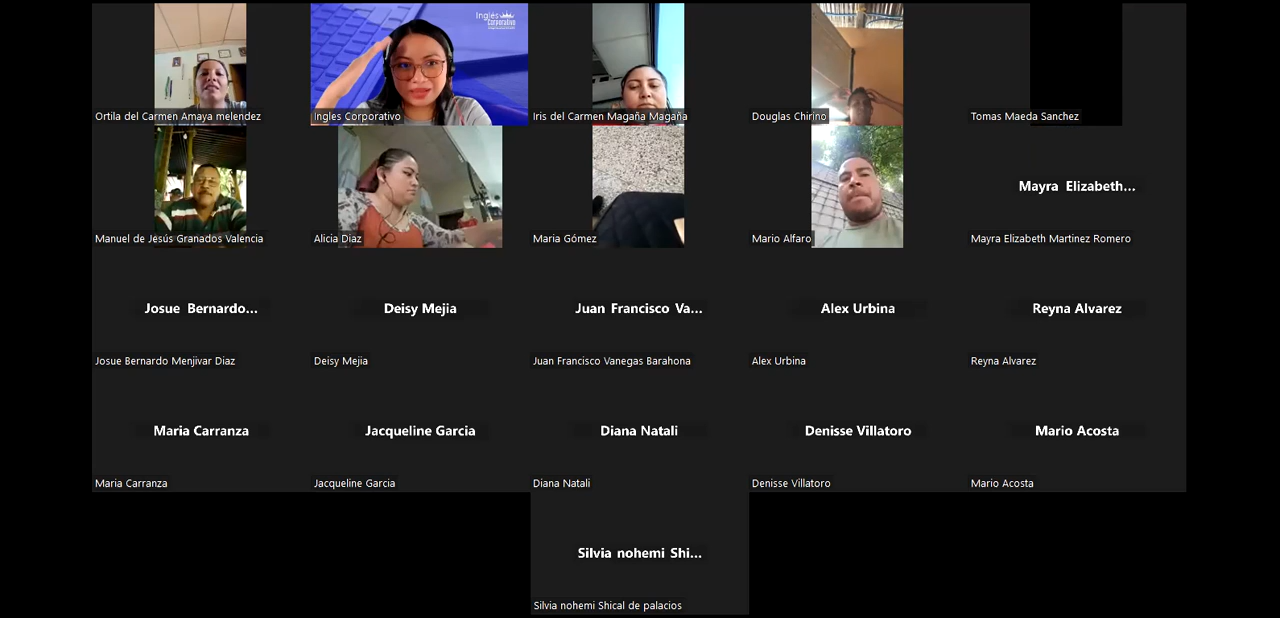 Inglés
Corporativo
Ortila del Carmen Amaya melendez
Ingles Corporativo
Iris del Carmen Magaña Magaña
Douglas Chirino
Tomas Maeda Sanchez
Mayra Elizabeth...
Manuel de Jésús Granados Valencia
Alicia Diaz
Maria Gómez
Mario Alfaro
Mayra Elizabeth Martinez Romero
Josue Bernardo...
Deisy Mejia
Juan Francisco Va...
Alex Urbina
Reyna Alvarez
Josue Bernardo Menjivar Diaz
Deisy Mejia
Juan Francisco Vanegas Barahona
Alex Urbina
Reyna Alvarez
Maria Carranza
Jacqueline Garcia
Diana Natali
Denisse Villatoro
Mario Acosta
Maria Carranza
Jacqueline Garcia
Diana Natali
Denisse Villatoro
Mario Acosta
Silvia nohemi Shi...
Silvia nohemi Shical de palacios